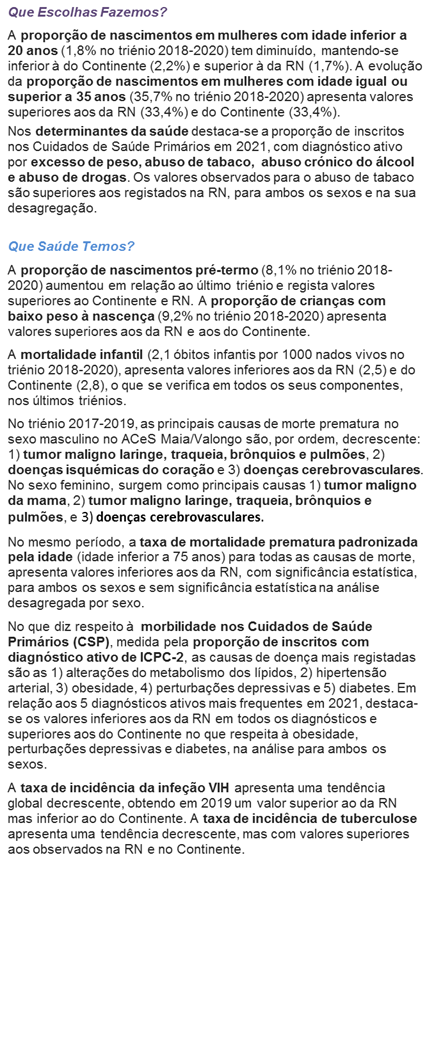 Que Escolhas Fazemos?
A proporção de nascimentos em mulheres com idade inferior a
20 anos (1,8% no triénio 2018-2020) tem diminuído, mantendo-se
inferior à do Continente (2,2%) e superior à da RN (1,7%). A evolução
da proporção de nascimentos em mulheres com idade igual ou
superior a 35 anos (35,7% no triénio 2018-2020) apresenta valores
superiores aos da RN (33,4%) e do Continente (33,4%).
Nos determinantes da saúde destaca-se a proporção de inscritos
nos Cuidados de Saúde Primários em 2021, com diagnóstico ativo
por excesso de peso, abuso de tabaco, abuso crónico do álcool
e abuso de drogas. Os valores observados para o abuso de tabaco
são superiores aos registados na RN, para ambos os sexos e na sua
desagregação.
Que Saúde Temos?
A proporção de nascimentos pré-termo (8,1% no triénio 2018-
2020) aumentou em relação ao último triénio e regista valores
superiores ao Continente e RN. A proporção de crianças com
baixo peso à nascença (9,2% no triénio 2018-2020) apresenta
valores superiores aos da RN e aos do Continente.
A mortalidade infantil (2,1 óbitos infantis por 1000 nados vivos no
triénio 2018-2020), apresenta valores inferiores aos da RN (2,5) e do
Continente (2,8), o que se verifica em todos os seus componentes,
nos últimos triénios.
No triénio 2017-2019, as principais causas de morte prematura no
sexo masculino no ACeS Maia/Valongo são, por ordem, decrescente:
1) tumor maligno laringe, traqueia, brônquios e pulmões, 2)
doenças isquémicas do coração e 3) doenças cerebrovasculares.
No sexo feminino, surgem como principais causas 1) tumor maligno
da mama, 2) tumor maligno laringe, traqueia, brônquios e
pulmões, e 3) doenças cerebrovasculares.
No mesmo período, a taxa de mortalidade prematura padronizada
pela idade (idade inferior a 75 anos) para todas as causas de morte,
apresenta valores inferiores aos da RN, com significância estatística,
para ambos os sexos e sem significância estatística na análise
desagregada por sexo.
No que diz respeito à morbilidade nos Cuidados de Saúde
Primários (CSP), medida pela proporção de inscritos com
diagnóstico ativo de ICPC-2, as causas de doença mais registadas
são as 1) alterações do metabolismo dos lípidos, 2) hipertensão
arterial, 3) obesidade, 4) perturbações depressivas e 5) diabetes. Em
relação aos 5 diagnósticos ativos mais frequentes em 2021, destaca-
se os valores inferiores aos da RN em todos os diagnósticos e
superiores aos do Continente no que respeita à obesidade,
perturbações depressivas e diabetes, na análise para ambos os
sexos.
A taxa de incidência da infeção VIH apresenta uma tendência
global decrescente, obtendo em 2019 um valor superior ao da RN
mas inferior ao do Continente. A taxa de incidência de tuberculose
apresenta uma tendência decrescente, mas com valores superiores
aos observados na RN e no Continente.